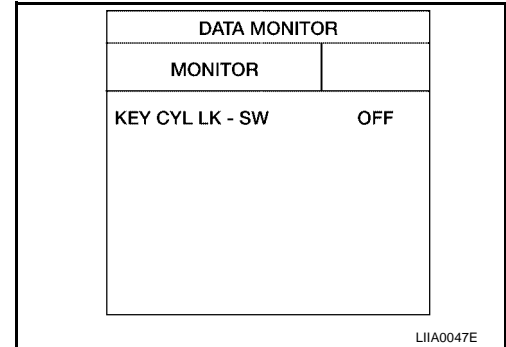 DATA MONITOR
MONITOR
KEY CYL LK - SW OFF
LIIA0047E